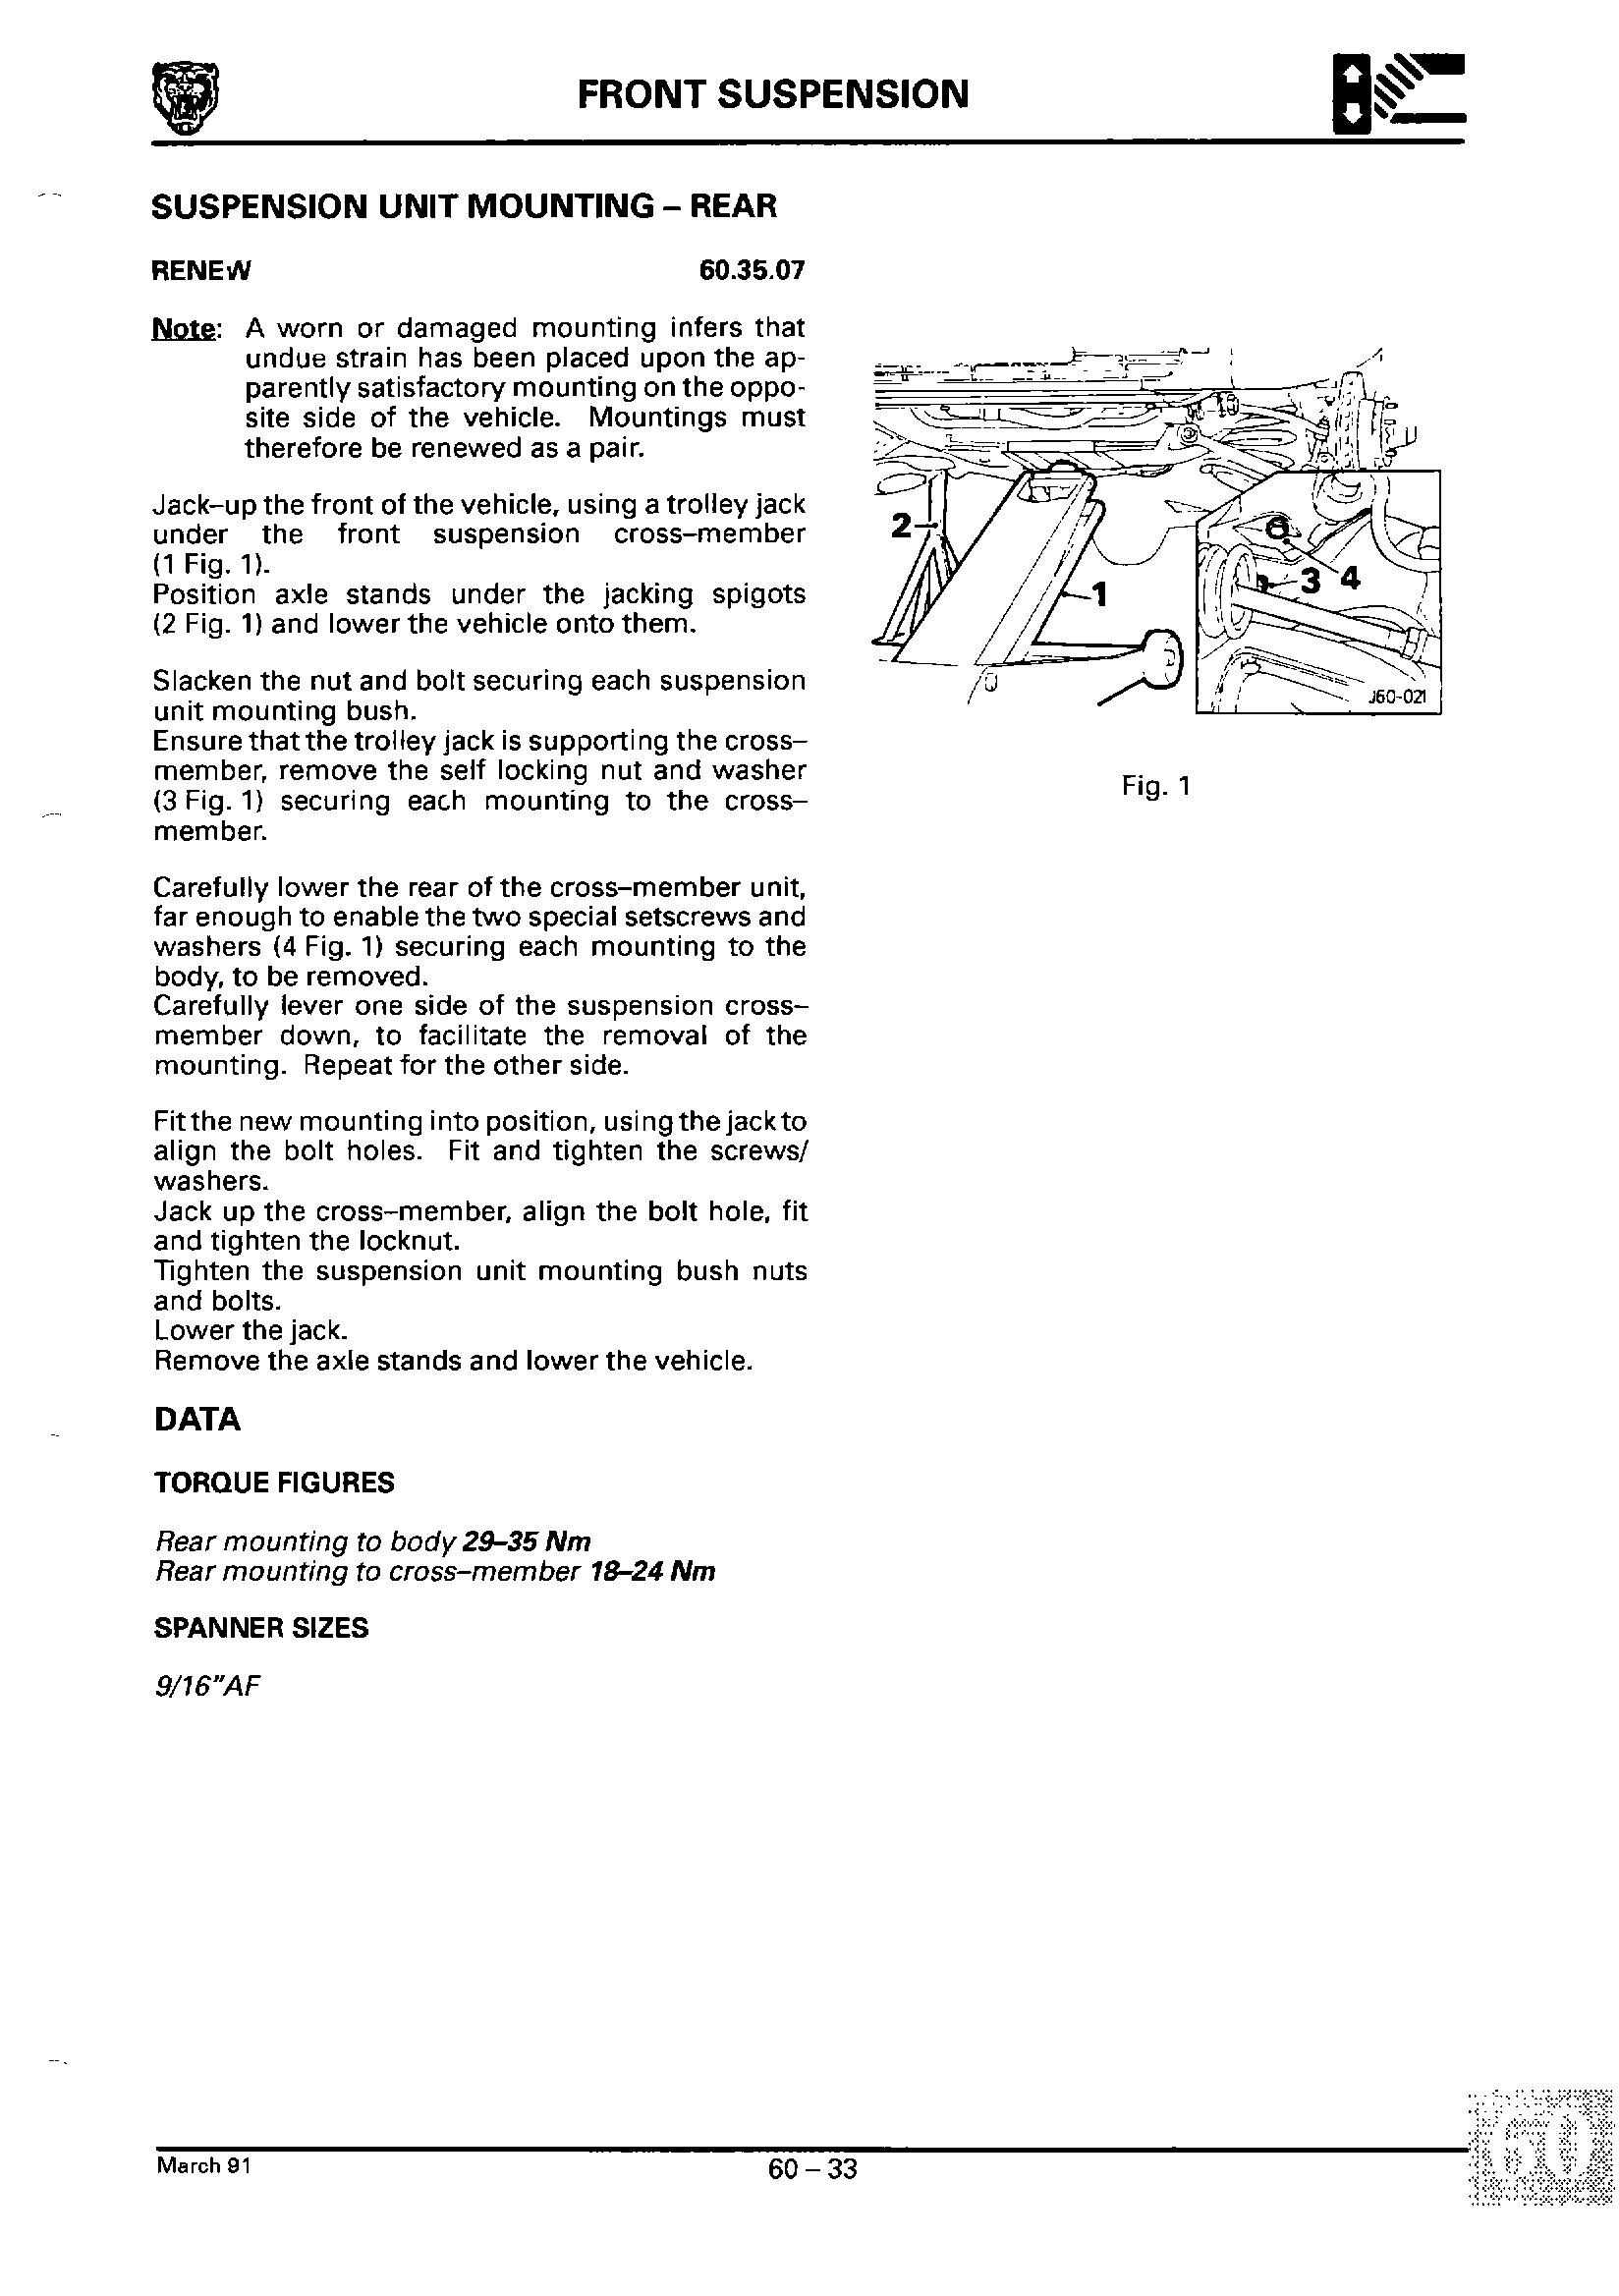 FRONT SUSPENSION
SUSPENSION UNIT MOUNTING – REAR
RENEW 60.35.07
Note: A worn or damaged mounting infers that
undue strain has been placed upon the ap-
parently satisfactory mounting on the oppo-
site side of the vehicle. Mountings must
therefore be renewed as a pair.
Jack–up the front of the vehicle, using a trolley jack
under the front suspension cross–member
(1 Fig. 1).
Position axle stands under the jacking spigots
(2 Fig. 1) and lower the vehicle onto them.
Slacken the nut and bolt securing each suspension
unit mounting bush.
Ensure that the trolley jack is supporting the cross–
member, remove the self locking nut and washer
(3 Fig. 1) securing each mounting to the cross–
member.
Carefully lower the rear of the cross–member unit,
far enough to enable the two special setscrews and
washers (4 Fig. 1) securing each mounting to the
body, to be removed.
Carefully lever one side of the suspension cross–
member down, to facilitate the removal of the
mounting. Repeat for the other side.
Fit the new mounting into position, using the jack to
align the bolt holes. Fit and tighten the screws/
washers.
Jack up the cross–member, align the bolt hole, fit
and tighten the locknut.
Tighten the suspension unit mounting bush nuts
and bolts.
Lower the jack.
Remove the axle stands and lower the vehicle.
DATA
TORQUE FIGURES
Rear mounting to body 29–35 Nm
Rear mounting to cross–member 18–24 Nm
SPANNER SIZES
9/16"AF
2
1
3 4
J60-021
Fig. 1
March 91 60 – 33
60